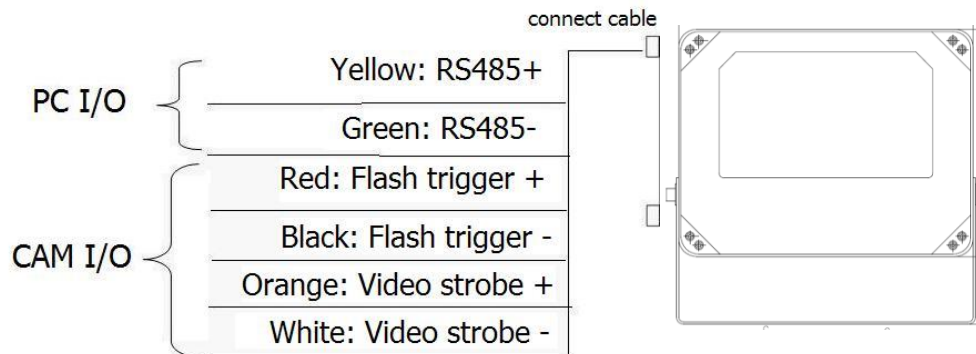 connect cable
PC I/O
Yellow: RS485+
Green: RS485-
CAM I/O
Red: Flash trigger +
Black: Flash trigger -
Orange: Video strobe +
White: Video strobe -